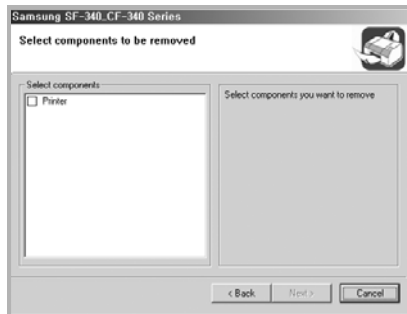 Samsung SF-340_CF-340 Series
Select components to be removed
Select components
Printer
Select components you want to remove
< Back
Next >
Cancel